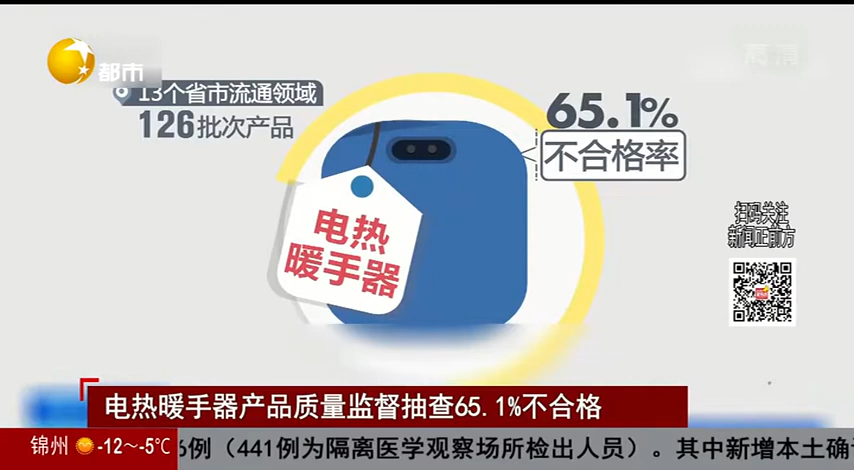 都市
高清
13个省市流通领域
126批次产品
65.1%
不合格率
电热
暖手器
扫码关注
新闻正前方
电热暖手器产品质量监督抽查65.1%不合格
锦州 -12～-5℃
6例（441例为隔离医学观察场所检出人员）。其中新增本土确